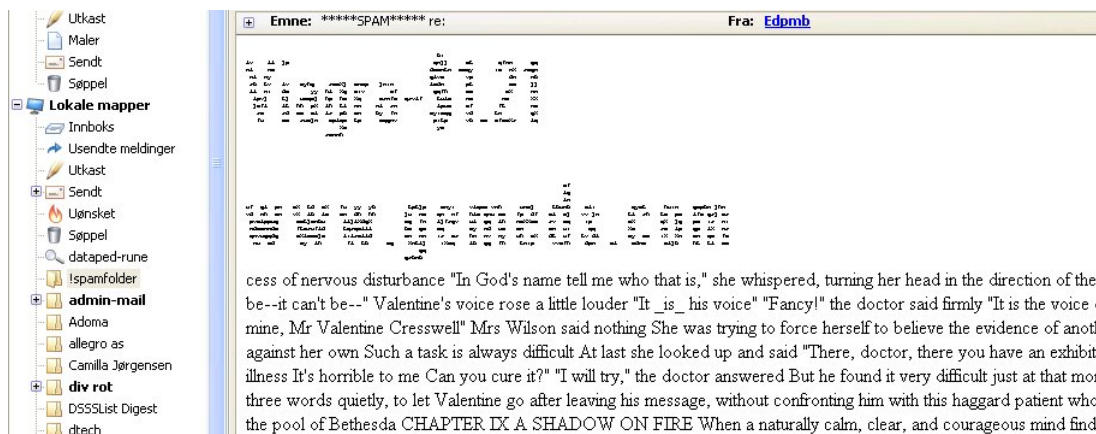 Utkast
Maler
Sendt
Søppel
Lokale mapper
Innboks
Usendte meldinger
Utkast
Sendt
Uønsket
Søppel
dataped-rune
!spamfolder
admin-mail
Adoma
allegro as
Camilla Jørgensen
div rot
DSSSList Digest
dtech
Emne: *****SPAM***** re: Fra: Edpmb
cess of nervous disturbance "In God's name tell me who that is," she whispered, turning her head in the direction of the
be--it can't be--" Valentine's voice rose a little louder "It _is_ his voice" "Fancy!" the doctor said firmly "It is the voice
mine, Mr Valentine Cresswell" Mrs Wilson said nothing She was trying to force herself to believe the evidence of anot
against her own Such a task is always difficult At last she looked up and said "There, doctor, there you have an exhibit
illness It's horrible to me Can you cure it?" "I will try," the doctor answered But he found it very difficult just at that mo
three words quietly, to let Valentine go after leaving his message, without confronting him with this haggard patient who
the pool of Bethesda CHAPTER IX A SHADOW ON FIRE When a naturally calm, clear, and courageous mind find